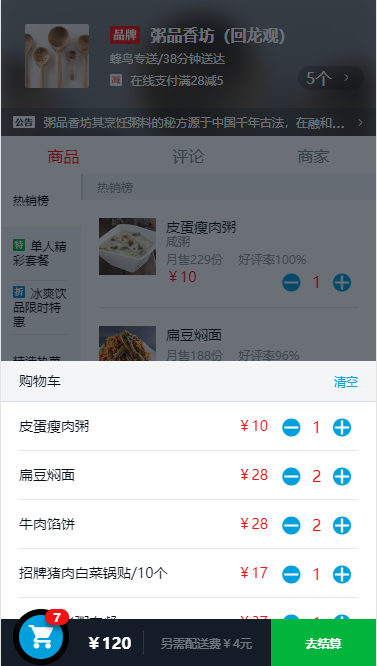 品牌 粥品香坊（回龙观）
蜂鸟专送/38分钟送达
减 在线支付满28减5
5个 >
公告 粥品香坊其烹饪粥料的秘方源于中国千年古法，在融和... >
商品 评论 商家
热销榜
热销榜
特 单人精
彩套餐
折 冰爽饮
品限时特
惠
皮蛋瘦肉粥
咸粥
月售229份 好评率100%
￥10 1
扁豆焖面
月售188份 好评率96%
购物车 清空
皮蛋瘦肉粥 ￥10 1
扁豆焖面 ￥28 2
牛肉馅饼 ￥28 2
招牌猪肉白菜锅贴/10个 ￥17 1
7
￥120 另需配送费￥4元 去结算